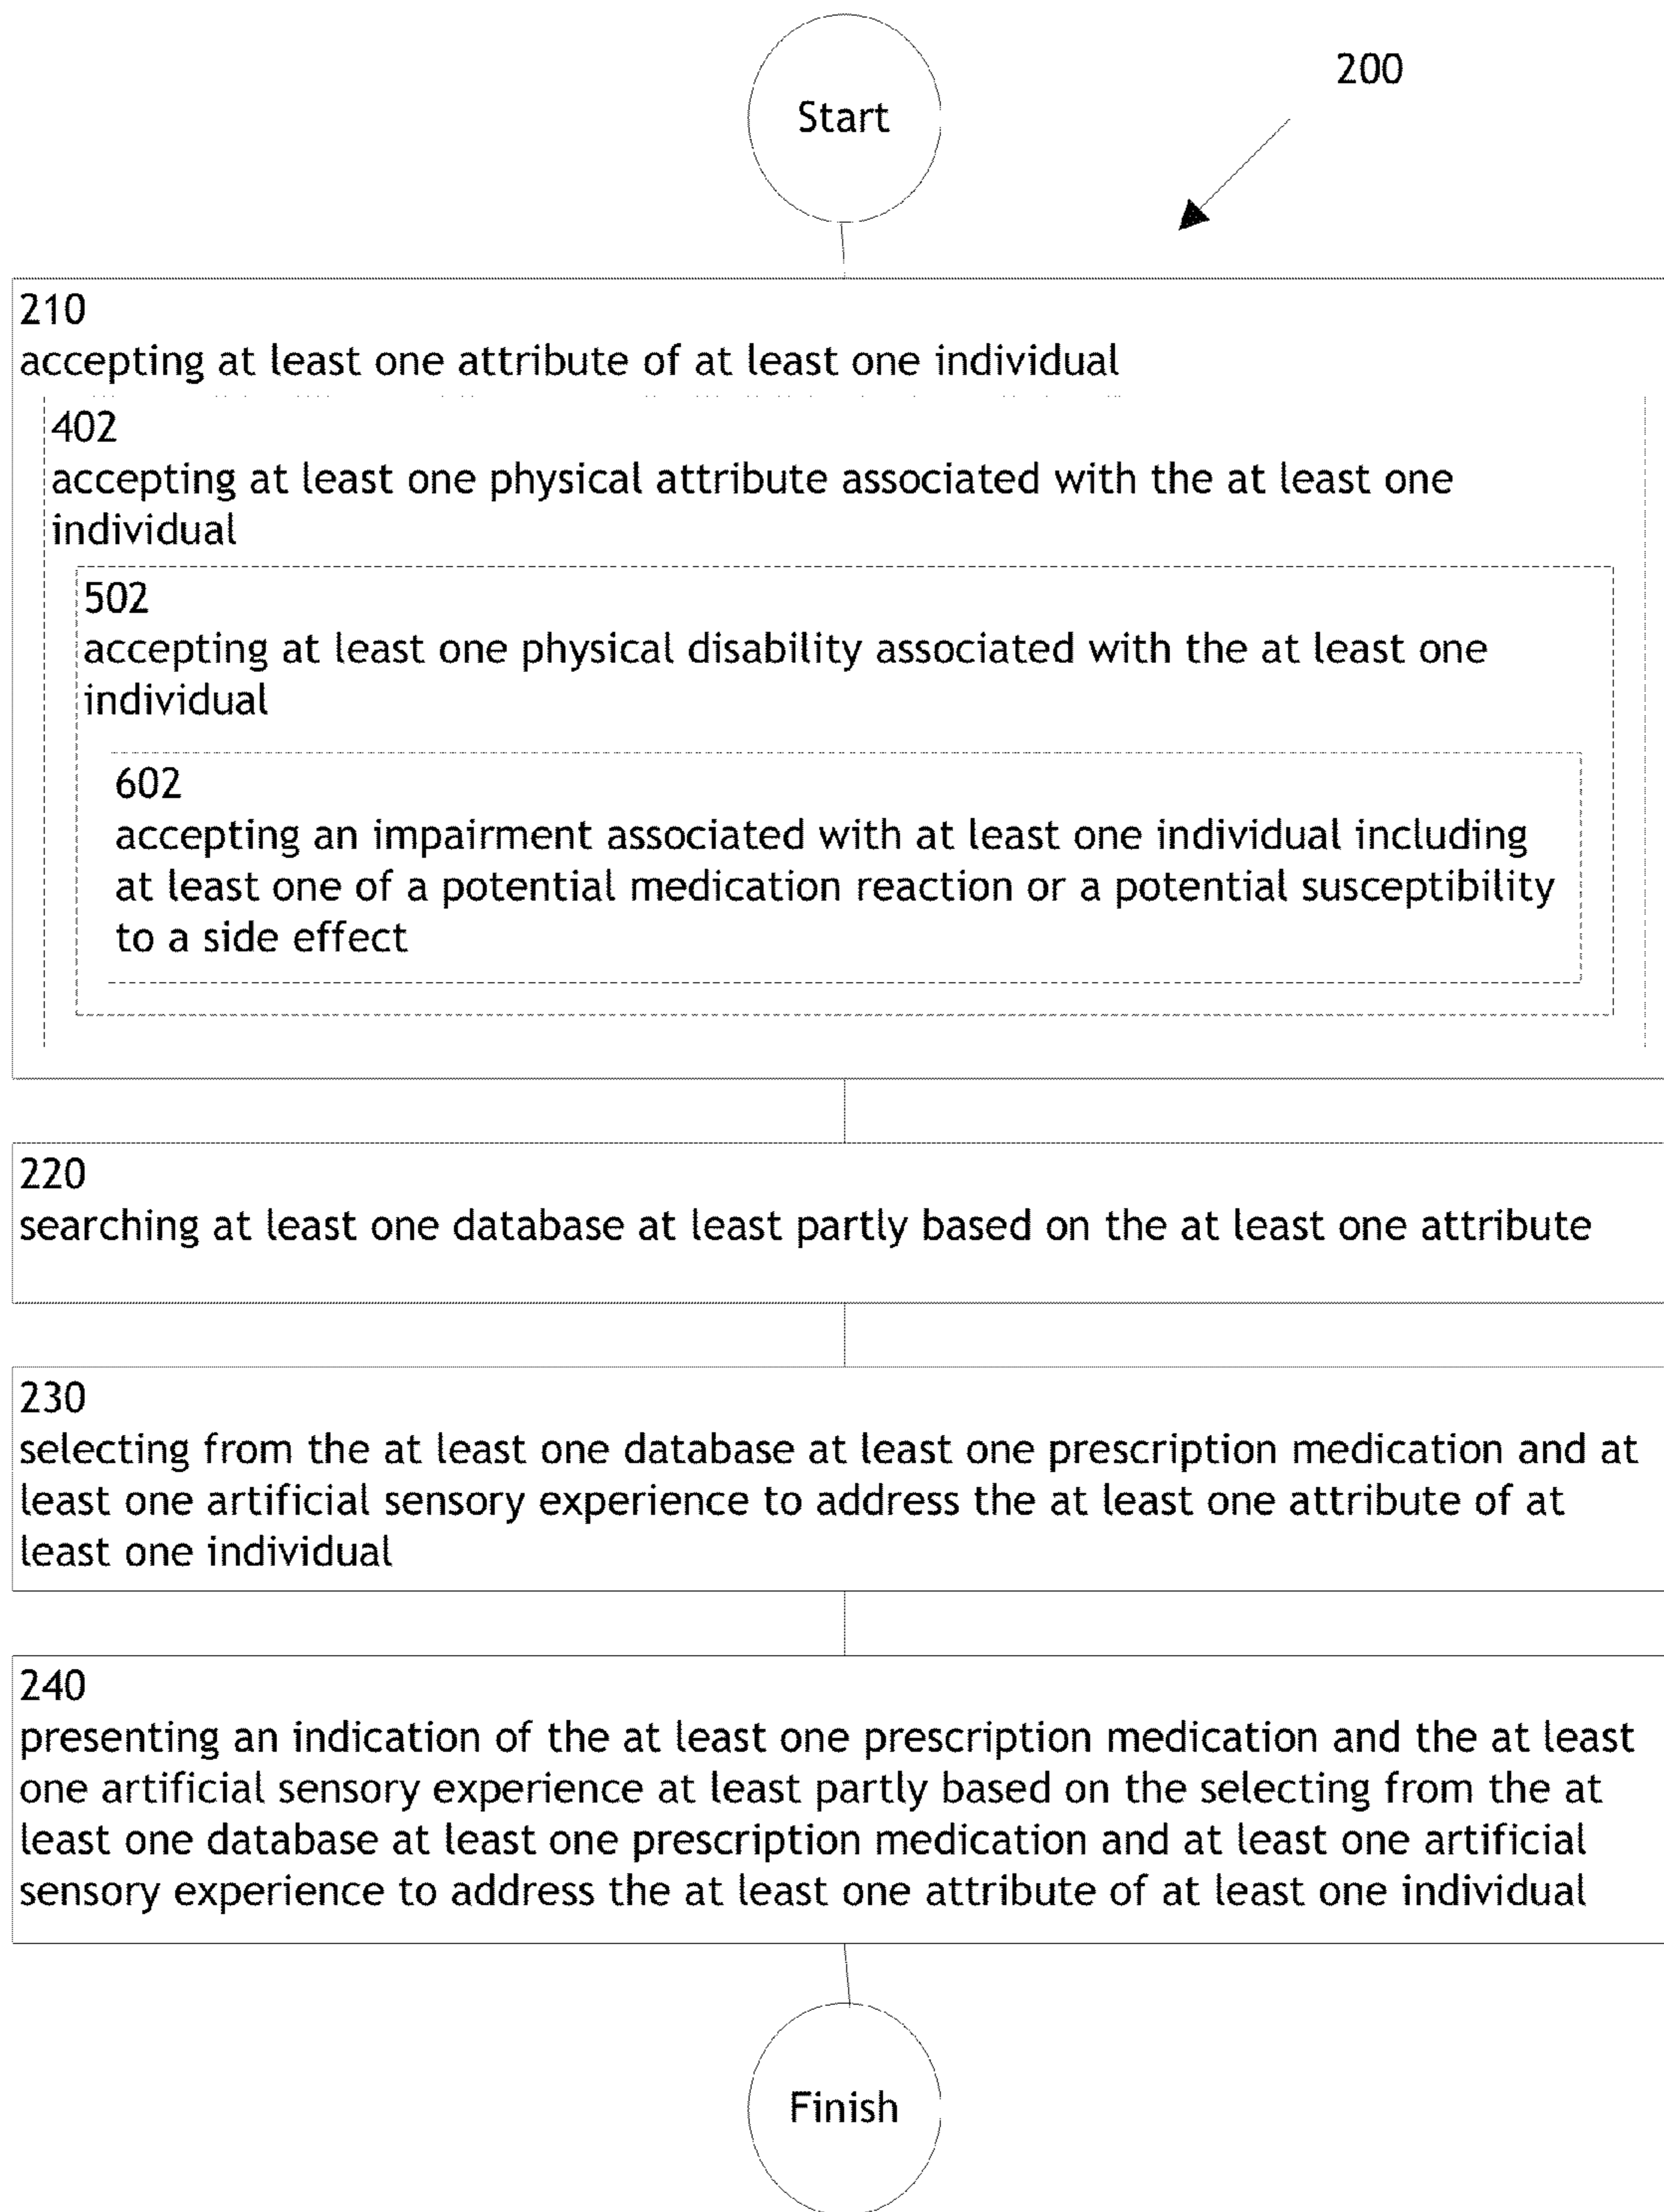 Start
200
210
accepting at least one attribute of at least one individual
402
accepting at least one physical attribute associated with the at least one
individual
502
accepting at least one physical disability associated with the at least one
individual
602
accepting an impairment associated with at least one individual including
at least one of a potential medication reaction or a potential susceptibility
to a side effect
220
searching at least one database at least partly based on the at least one attribute
230
selecting from the at least one database at least one prescription medication and at
least one artificial sensory experience to address the at least one attribute of at
least one individual
240
presenting an indication of the at least one prescription medication and the at least
one artificial sensory experience at least partly based on the selecting from the at
least one database at least one prescription medication and at least one artificial
sensory experience to address the at least one attribute of at least one individual
Finish